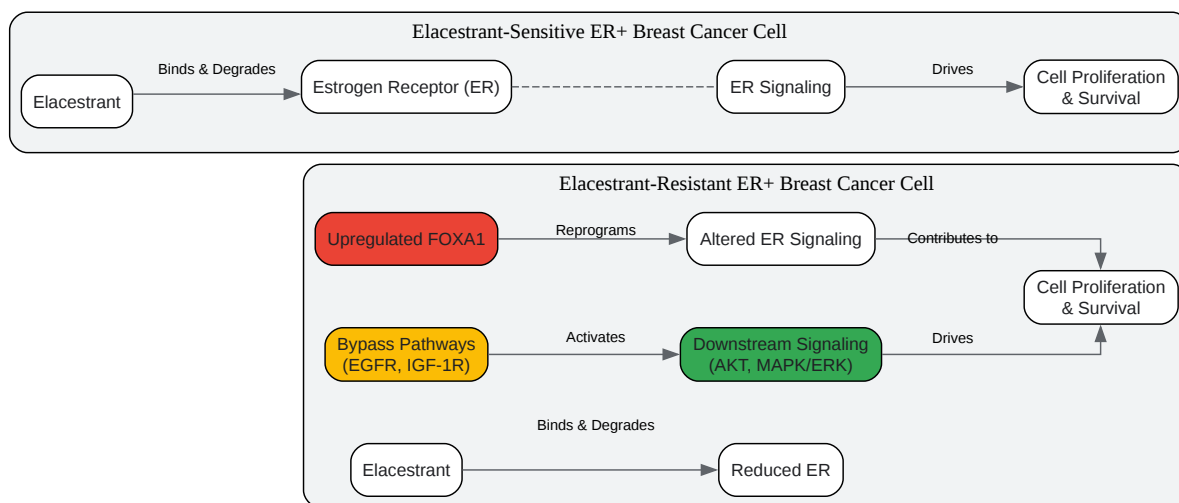 Elacestrant-Sensitive ER+ Breast Cancer Cell
Binds & Degrades
Drives
Elacestrant
Estrogen Receptor (ER)
ER Signaling
Cell Proliferation
& Survival
Elacestrant-Resistant ER+ Breast Cancer Cell
Upregulated FOXA1
Reprograms
Altered ER Signaling
Contributes to
Cell Proliferation
& Survival
Bypass Pathways
(EGFR, IGF-1R)
Activates
Downstream Signaling
(AKT, MAPK/ERK)
Drives
Binds & Degrades
Elacestrant
Reduced ER